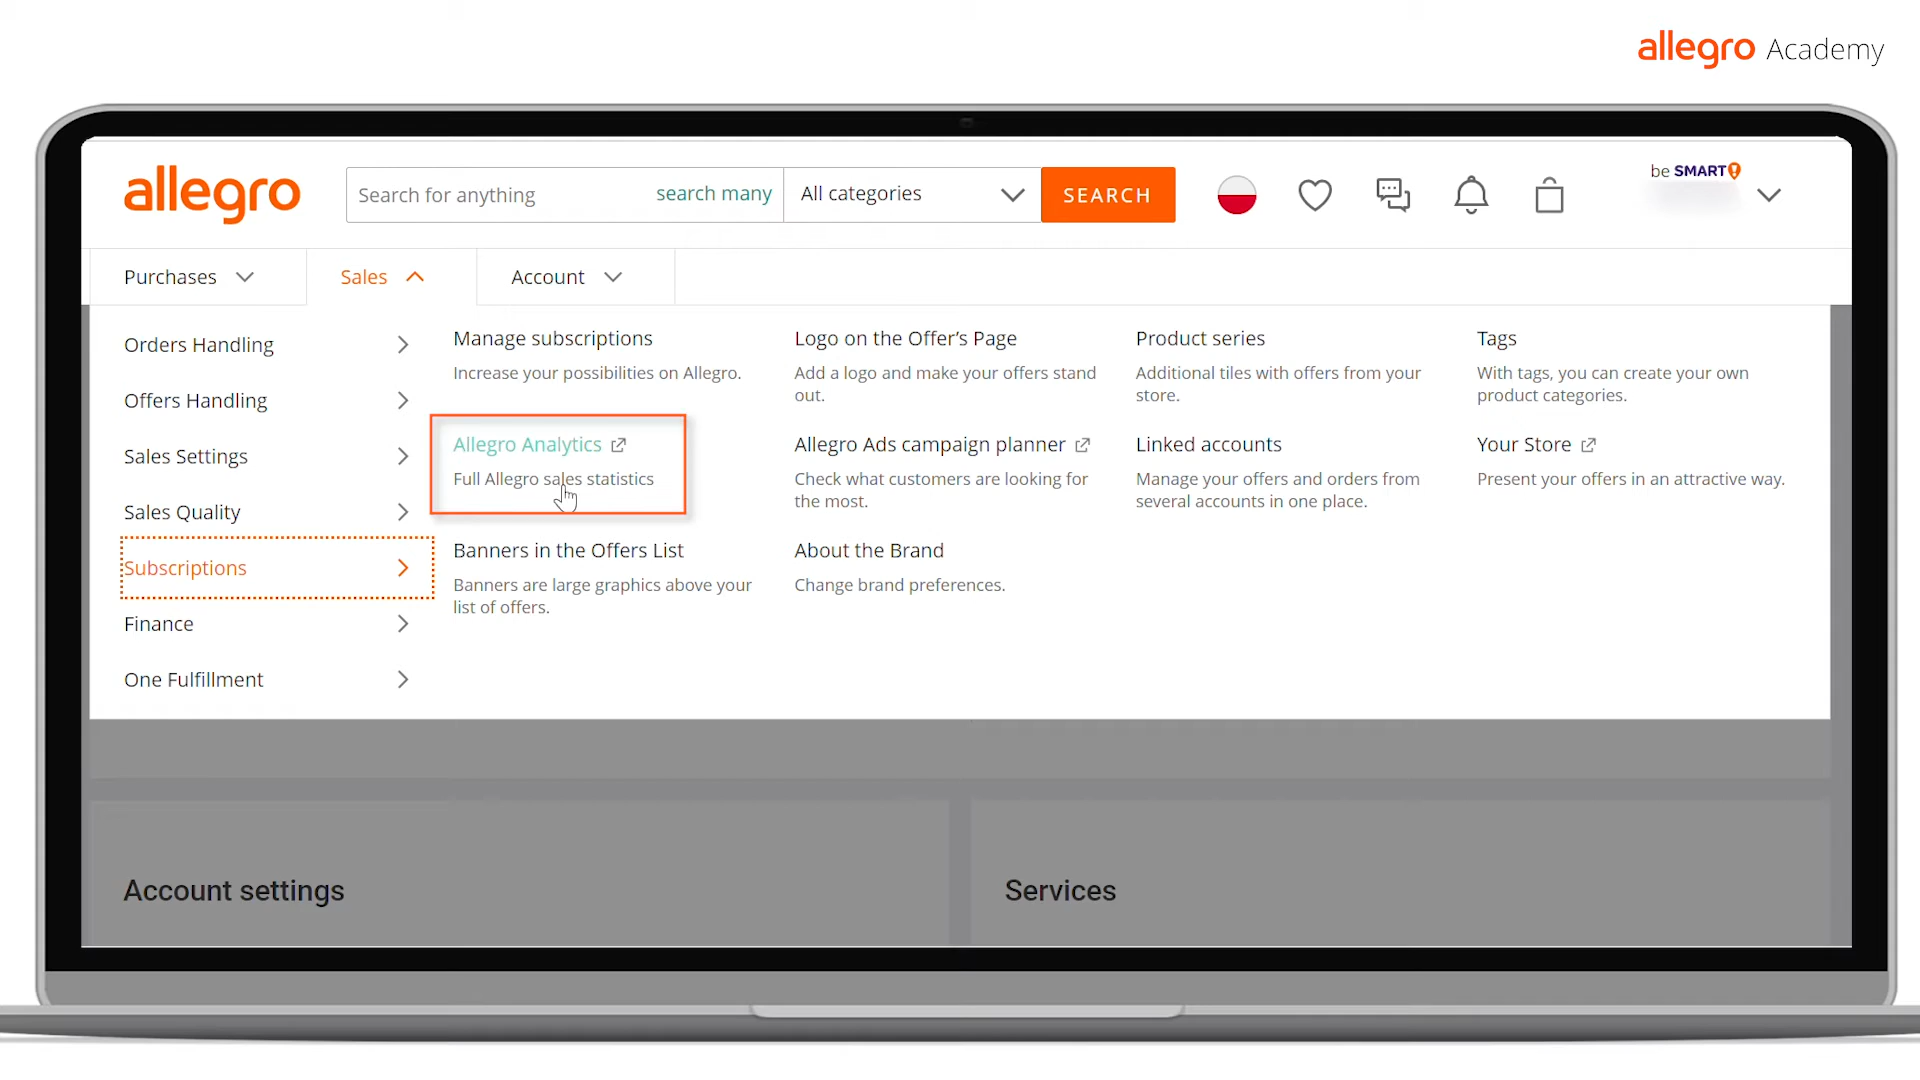 allegro Academy
allegro
Search for anything
search many
All categories
SEARCH
be SMART!
Purchases
Sales
Account
Orders Handling
Offers Handling
Sales Settings
Sales Quality
Subscriptions
Finance
One Fulfillment
Manage subscriptions
Increase your possibilities on Allegro.
Logo on the Offer’s Page
Add a logo and make your offers stand
out.
Product series
Additional tiles with offers from your
store.
Tags
With tags, you can create your own
product categories.
Allegro Analytics
Full Allegro sales statistics
Allegro Ads campaign planner
Check what customers are looking for
the most.
Linked accounts
Manage your offers and orders from
several accounts in one place.
Your Store
Present your offers in an attractive way.
Banners in the Offers List
Banners are large graphics above your
list of offers.
About the Brand
Change brand preferences.
Account settings
Services